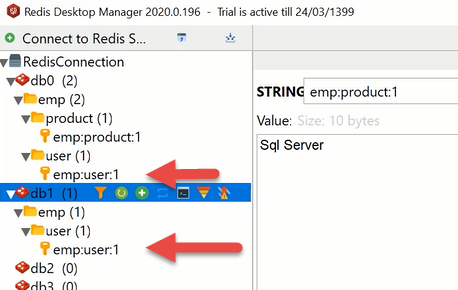 Redis Desktop Manager 2020.0.196 - Trial is active till 24/03/1399
Connect to Redis S...
RedisConnection
db0 (2)
emp (2)
product (1)
emp:product:1
user (1)
emp:user:1
db1 (1)
emp (1)
user (1)
emp:user:1
db2 (0)
db3 (0)
STRING: emp:product:1
Value: Size: 10 bytes
Sql Server